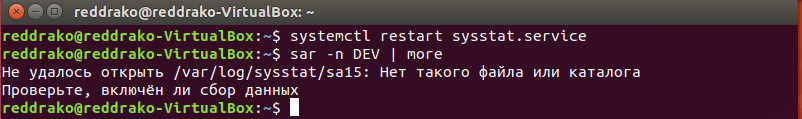 reddrako@reddrako-VirtualBox: ~
reddrako@reddrako-VirtualBox:~$ systemctl restart sysstat.service
reddrako@reddrako-VirtualBox:~$ sar -n DEV | more
Не удалось открыть /var/log/sysstat/sa15: Нет такого файла или каталога
Проверьте, включён ли сбор данных
reddrako@reddrako-VirtualBox:~$